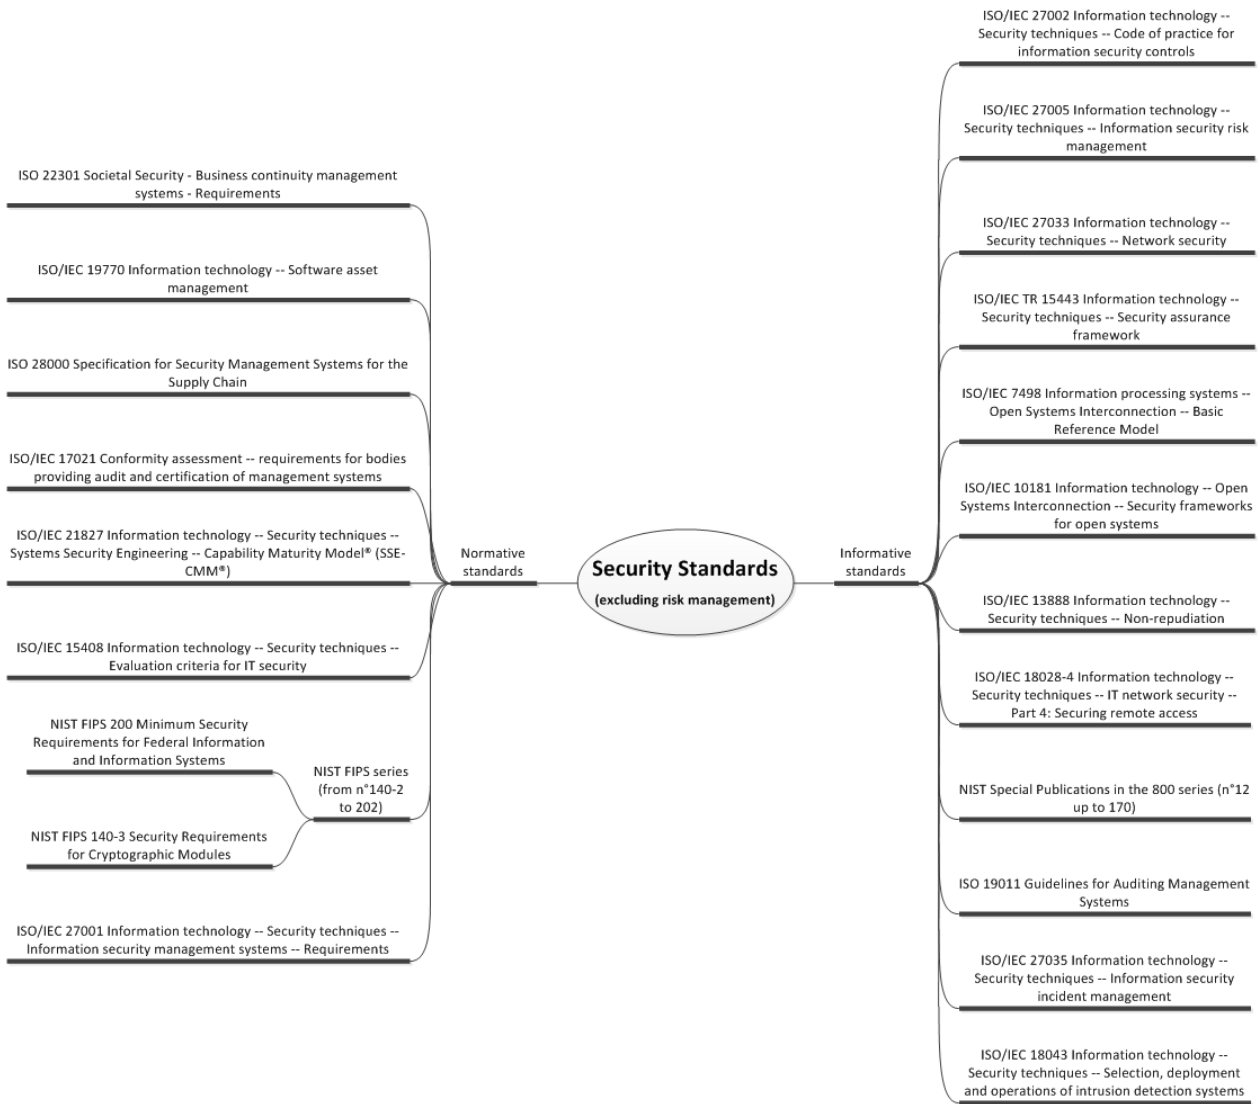 ISO/IEC 27002 Information technology --
Security techniques -- Code of practice for
information security controls
ISO/IEC 27005 Information technology --
Security techniques -- Information security risk
management
ISO 22301 Societal Security - Business continuity management
systems - Requirements
ISO/IEC 27033 Information technology --
Security techniques -- Network security
ISO/IEC 19770 Information technology -- Software asset
management
ISO/IEC TR 15443 Information technology --
Security techniques -- Security assurance
framework
ISO 28000 Specification for Security Management Systems for the
Supply Chain
ISO/IEC 7498 Information processing systems --
Open Systems Interconnection -- Basic
Reference Model
ISO/IEC 17021 Conformity assessment -- requirements for bodies
providing audit and certification of management systems
ISO/IEC 10181 Information technology -- Open
Systems Interconnection -- Security frameworks
for open systems
ISO/IEC 21827 Information technology -- Security techniques --
Systems Security Engineering -- Capability Maturity Model® (SSE-
CMM®)
Normative
standards
Security Standards
(excluding risk management)
Informative
standards
ISO/IEC 13888 Information technology --
Security techniques -- Non-repudiation
ISO/IEC 15408 Information technology -- Security techniques --
Evaluation criteria for IT security
ISO/IEC 18028-4 Information technology --
Security techniques -- IT network security --
Part 4: Securing remote access
NIST FIPS 200 Minimum Security
Requirements for Federal Information
and Information Systems
NIST FIPS series
(from n°140-2
to 202)
NIST Special Publications in the 800 series (n°12
up to 170)
NIST FIPS 140-3 Security Requirements
for Cryptographic Modules
ISO 19011 Guidelines for Auditing Management
Systems
ISO/IEC 27001 Information technology -- Security techniques --
Information security management systems -- Requirements
ISO/IEC 27035 Information technology --
Security techniques -- Information security
incident management
ISO/IEC 18043 Information technology --
Security techniques -- Selection, deployment
and operations of intrusion detection systems